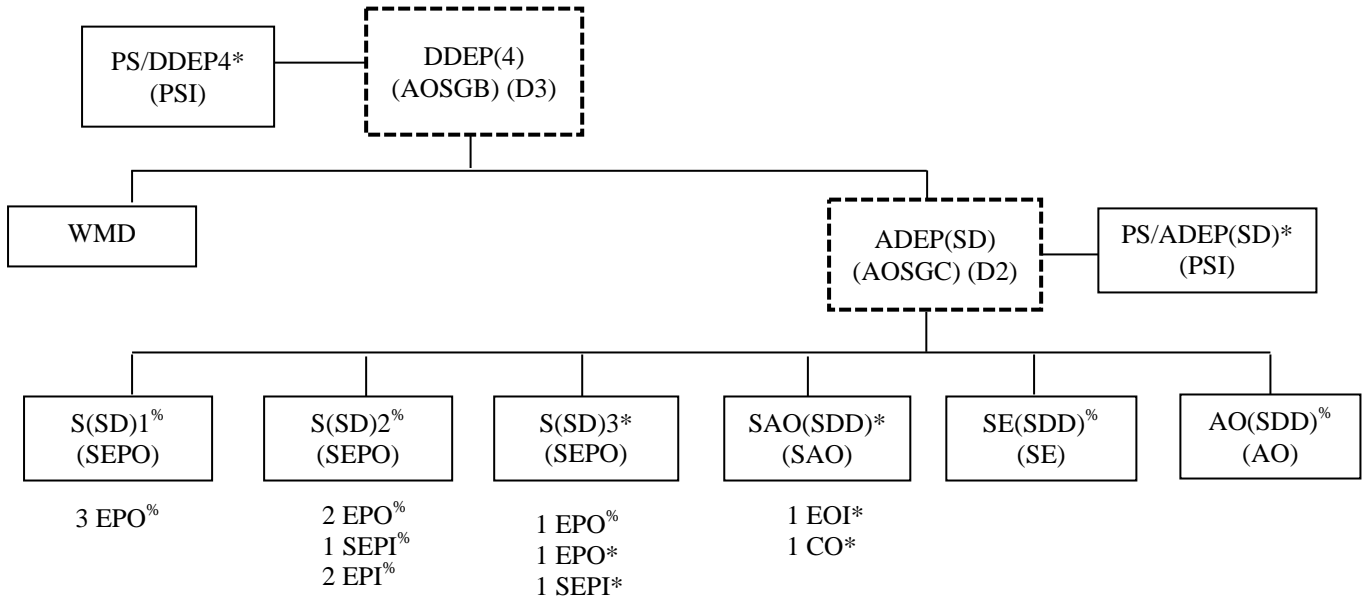 PS/DDEP4*
(PSI)
DDEP(4)
(AOSGB) (D3)
WMD
ADEP(SD)
(AOSGC) (D2)
PS/ADEP(SD)*
(PSI)
S(SD)1%
(SEPO)
S(SD)2%
(SEPO)
S(SD)3*
(SEPO)
SAO(SDD)*
(SAO)
SE(SDD)%
(SE)
AO(SDD)%
(AO)
3 EPO%
2 EPO%
1 SEPI%
2 EPI%
1 EPO%
1 EPO*
1 SEPI*
1 EOI*
1 CO*